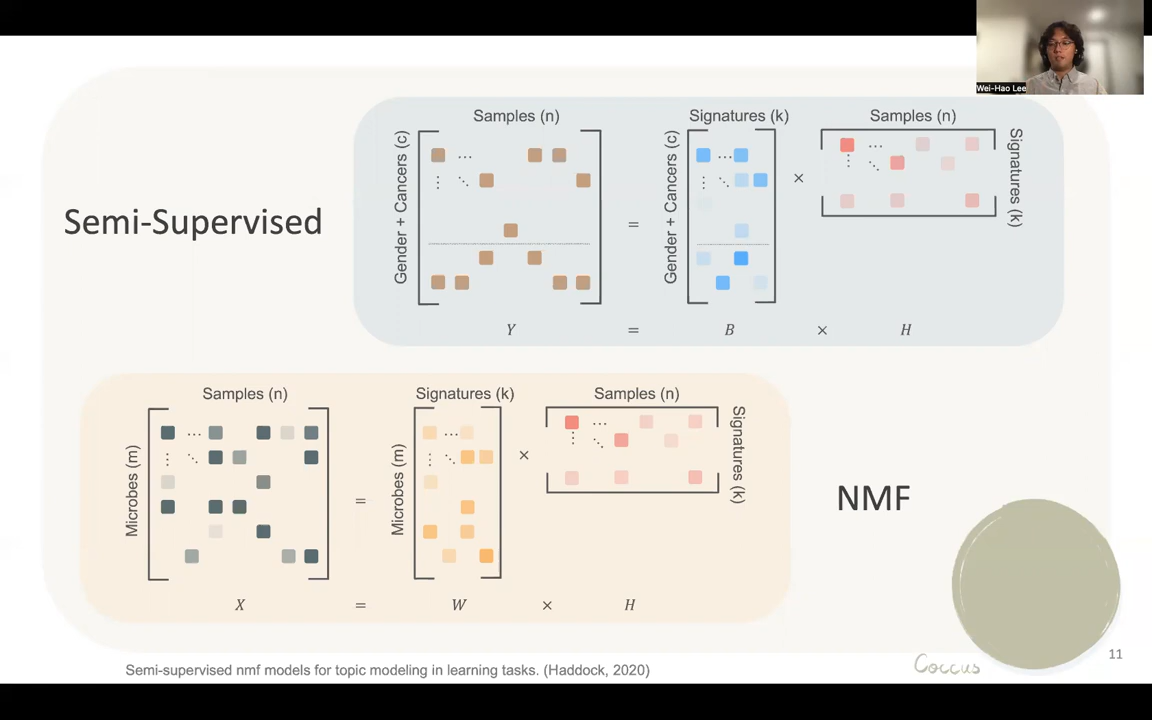 Wei-Hao Lee
Samples (n)
Signatures (k)
Samples (n)
Gender + Cancers (c)
=
Gender + Cancers (c)
×
Signatures (k)
Semi-Supervised
Y = B × H
Samples (n)
Signatures (k)
Samples (n)
Microbes (m)
=
Microbes (m)
×
Signatures (k)
NMF
X = W × H
Semi-supervised nmf models for topic modeling in learning tasks. (Haddock, 2020)
Coccus
11